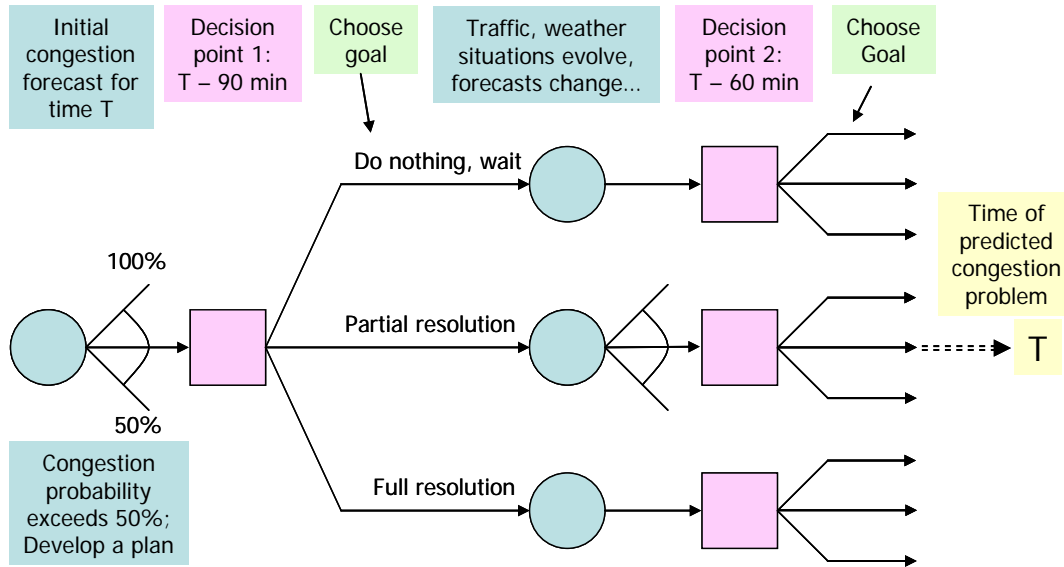 Initial
congestion
forecast for
time T
Decision
point 1:
T – 90 min
Choose
goal
Traffic, weather
situations evolve,
forecasts change...
Decision
point 2:
T – 60 min
Choose
Goal
Do nothing, wait
Time of
predicted
congestion
problem
100%
Partial resolution
T
50%
Congestion
probability
exceeds 50%;
Develop a plan
Full resolution